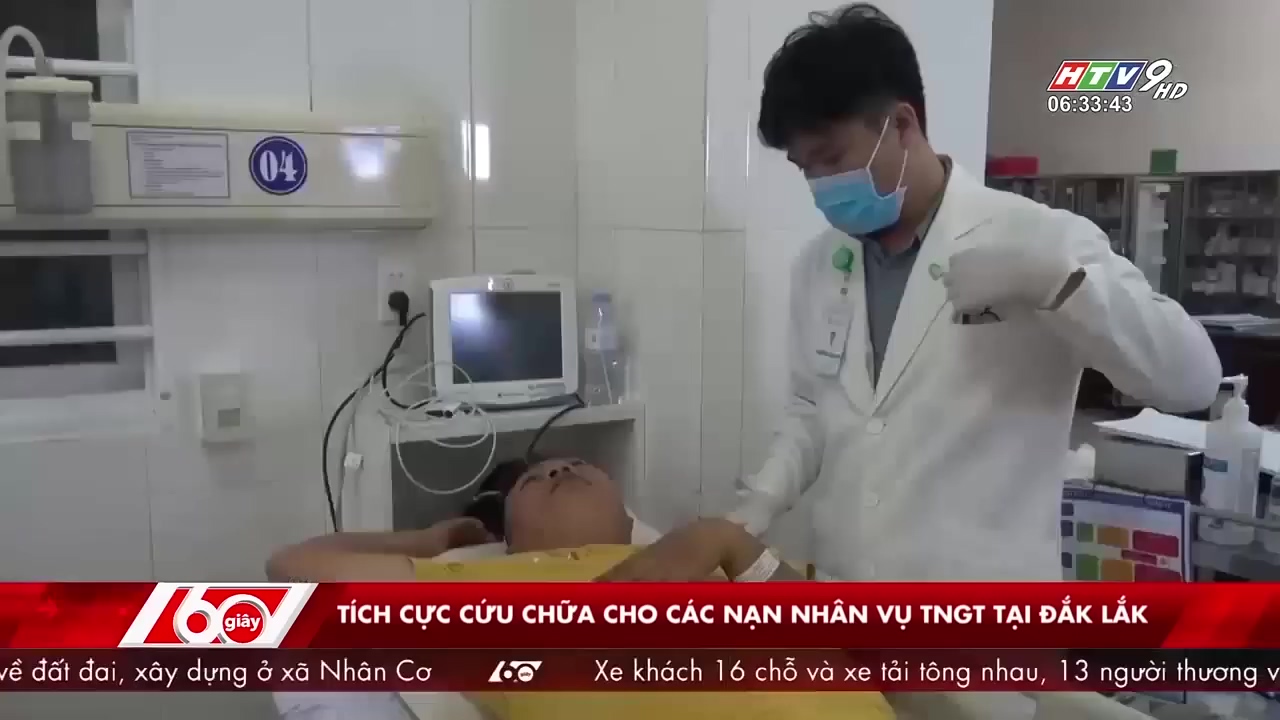 HTV9 HD
06:33:43
04
60 giây
TÍCH CỰC CỨU CHỮA CHO CÁC NẠN NHÂN VỤ TNGT TẠI ĐẮK LẮK
về đất đai, xây dựng ở xã Nhân Cơ 60 giây Xe khách 16 chỗ và xe tải tông nhau, 13 người thương v